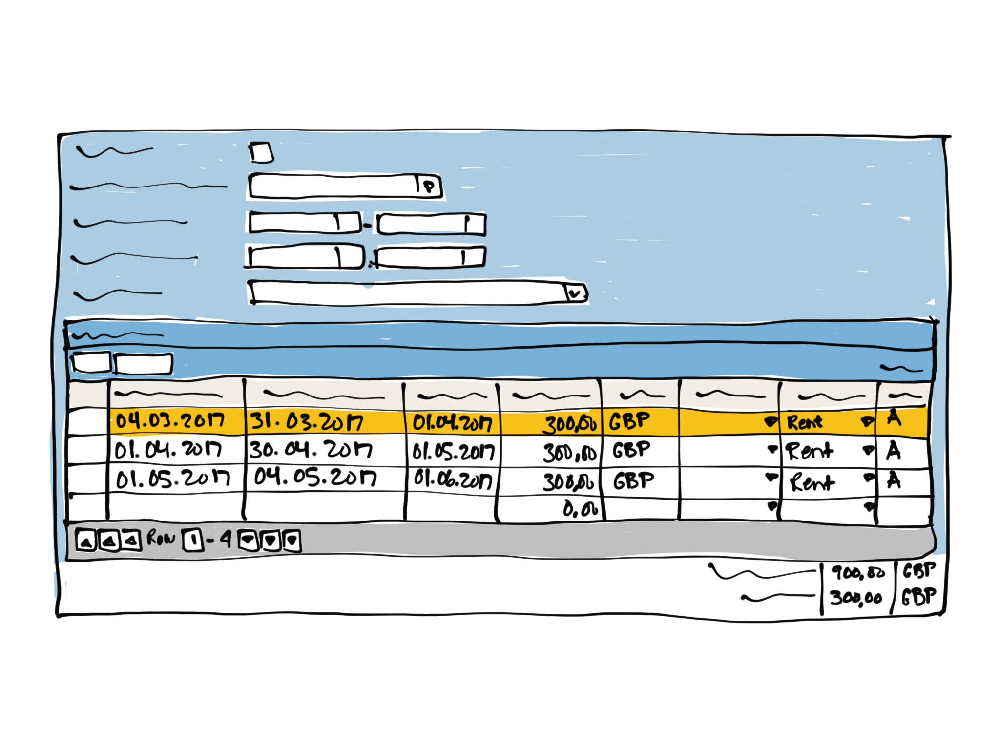 04.03.2017 31.03.2017 01.04.2017 300,00 GBP Rent A
01.04.2017 30.04.2017 01.05.2017 300,00 GBP Rent A
01.05.2017 04.05.2017 01.06.2017 300,00 GBP Rent A
0,00
Row 1 - 4
900,00 GBP
300,00 GBP